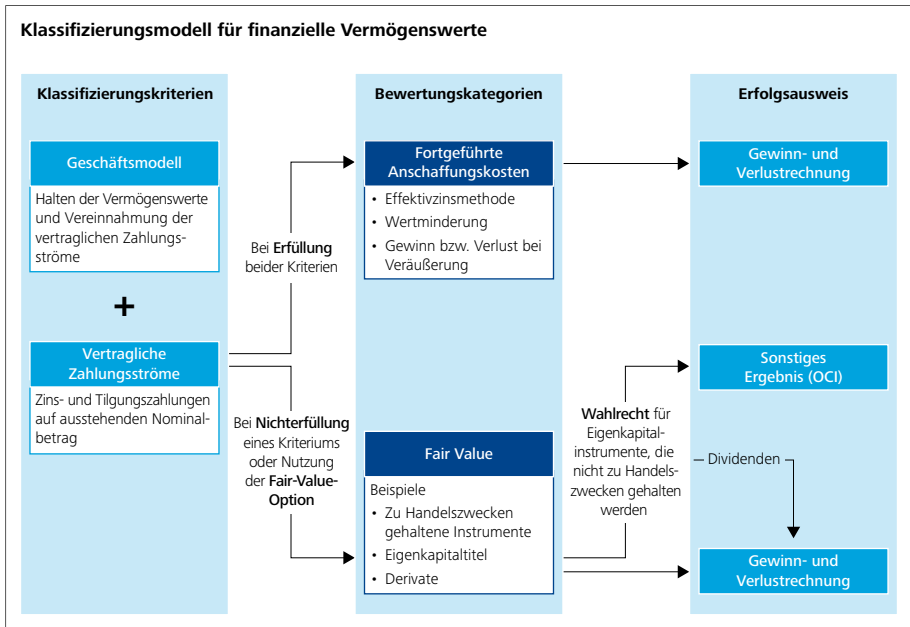 Klassifizierungsmodell für finanzielle Vermögenswerte
Klassifizierungskriterien
Geschäftsmodell
Halten der Vermögenswerte
und Vereinnahmung der
vertraglichen Zahlungs-
ströme
+
Vertragliche
Zahlungsströme
Zins- und Tilgungszahlungen
auf ausstehenden Nominal-
betrag
Bei Erfüllung
beider Kriterien
Bei Nichterfüllung
eines Kriteriums
oder Nutzung
der Fair-Value-
Option
Bewertungskategorien
Fortgeführte
Anschaffungskosten
• Effektivzinsmethode
• Wertminderung
• Gewinn bzw. Verlust bei
Veräußerung
Fair Value
Beispiele
• Zu Handelszwecken
gehaltene Instrumente
• Eigenkapitaltitel
• Derivate
Wahlrecht für
Eigenkapital-
instrumente, die
nicht zu Handels-
zwecken gehalten
werden
Erfolgsausweis
Gewinn- und
Verlustrechnung
Sonstiges
Ergebnis (OCI)
Dividenden
Gewinn- und
Verlustrechnung